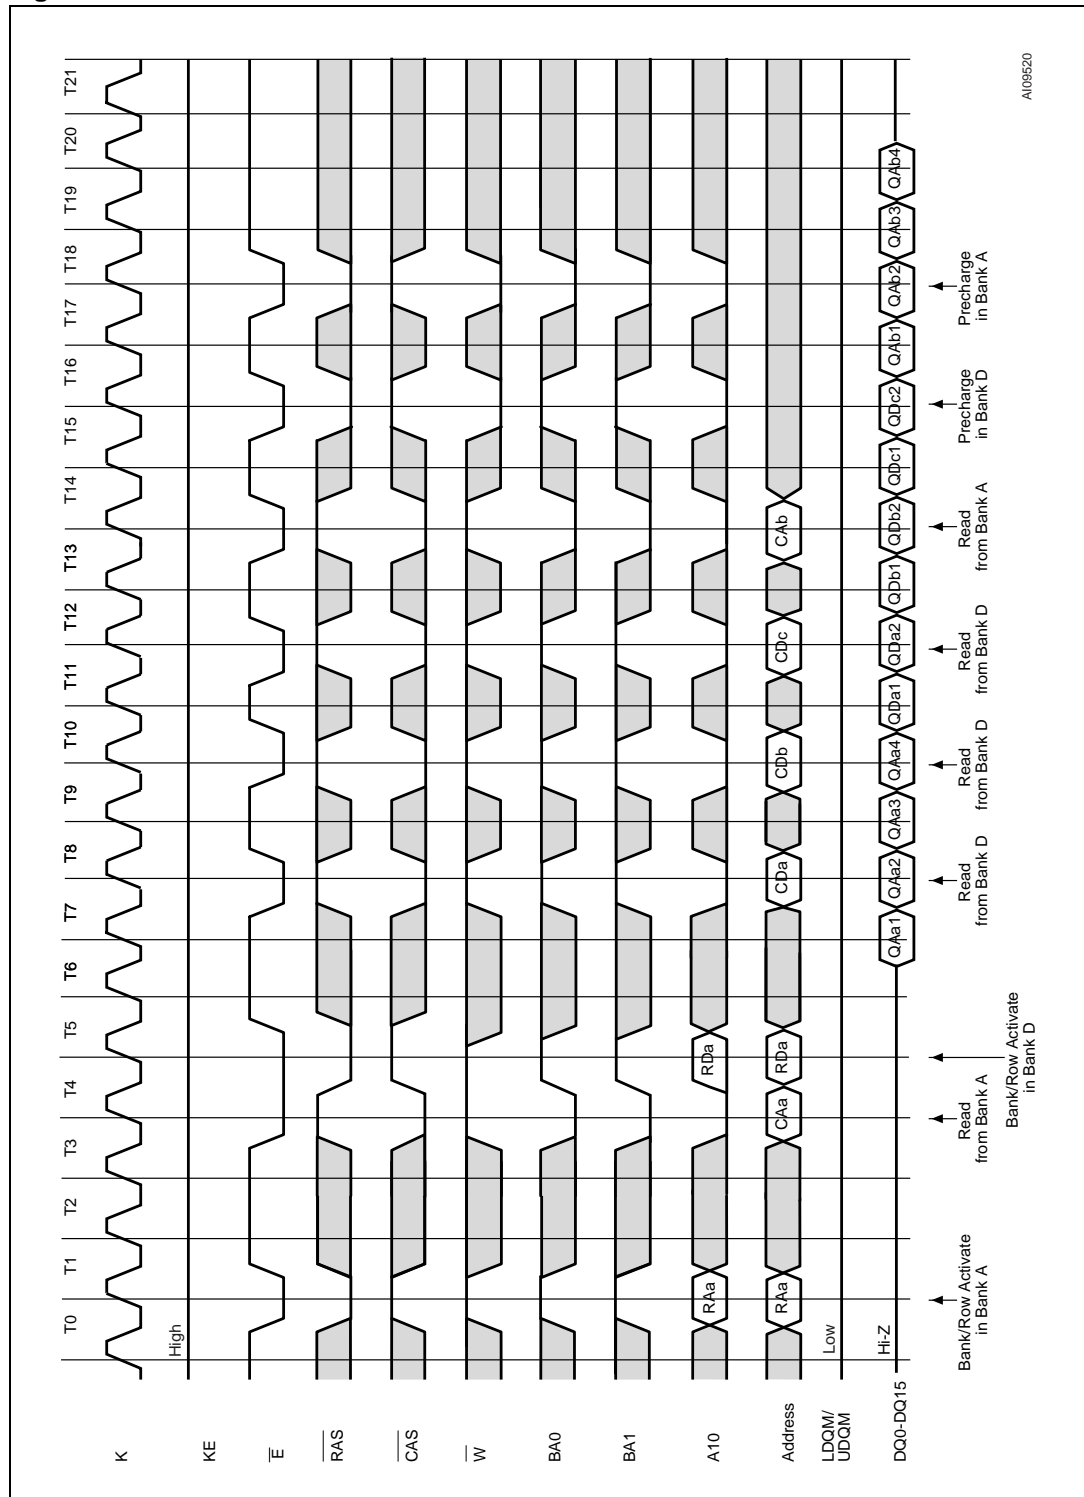 T0 T1 T2 T3 T4 T5 T6 T7 T8 T9 T10 T11 T12 T13 T14 T15 T16 T17 T18 T19 T20 T21
K
KE
High
E
RAS
CAS
W
BA0
BA1
A10
RAa RDa
Address
RAa CAa RDa CDa CDb CDc CAb
LDQM/
UDQM
Low
DQ0-DQ15
Hi-Z
QAa1 QAa2 QAa3 QAa4 QDa1 QDa2 QDb1 QDb2 QDc1 QDc2 QAb1 QAb2 QAb3 QAb4
Bank/Row Activate
in Bank A
Read
from Bank A
Bank/Row Activate
in Bank D
Read
from Bank D
Read
from Bank D
Read
from Bank D
Read
from Bank A
Precharge
in Bank D
Precharge
in Bank A
AI09520